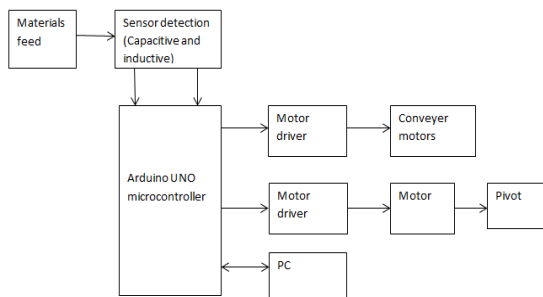 Materials
feed
Sensor detection
(Capacitive and
inductive)
Motor
driver
Conveyer
motors
Arduino UNO
microcontroller
Motor
driver
Motor
Pivot
PC